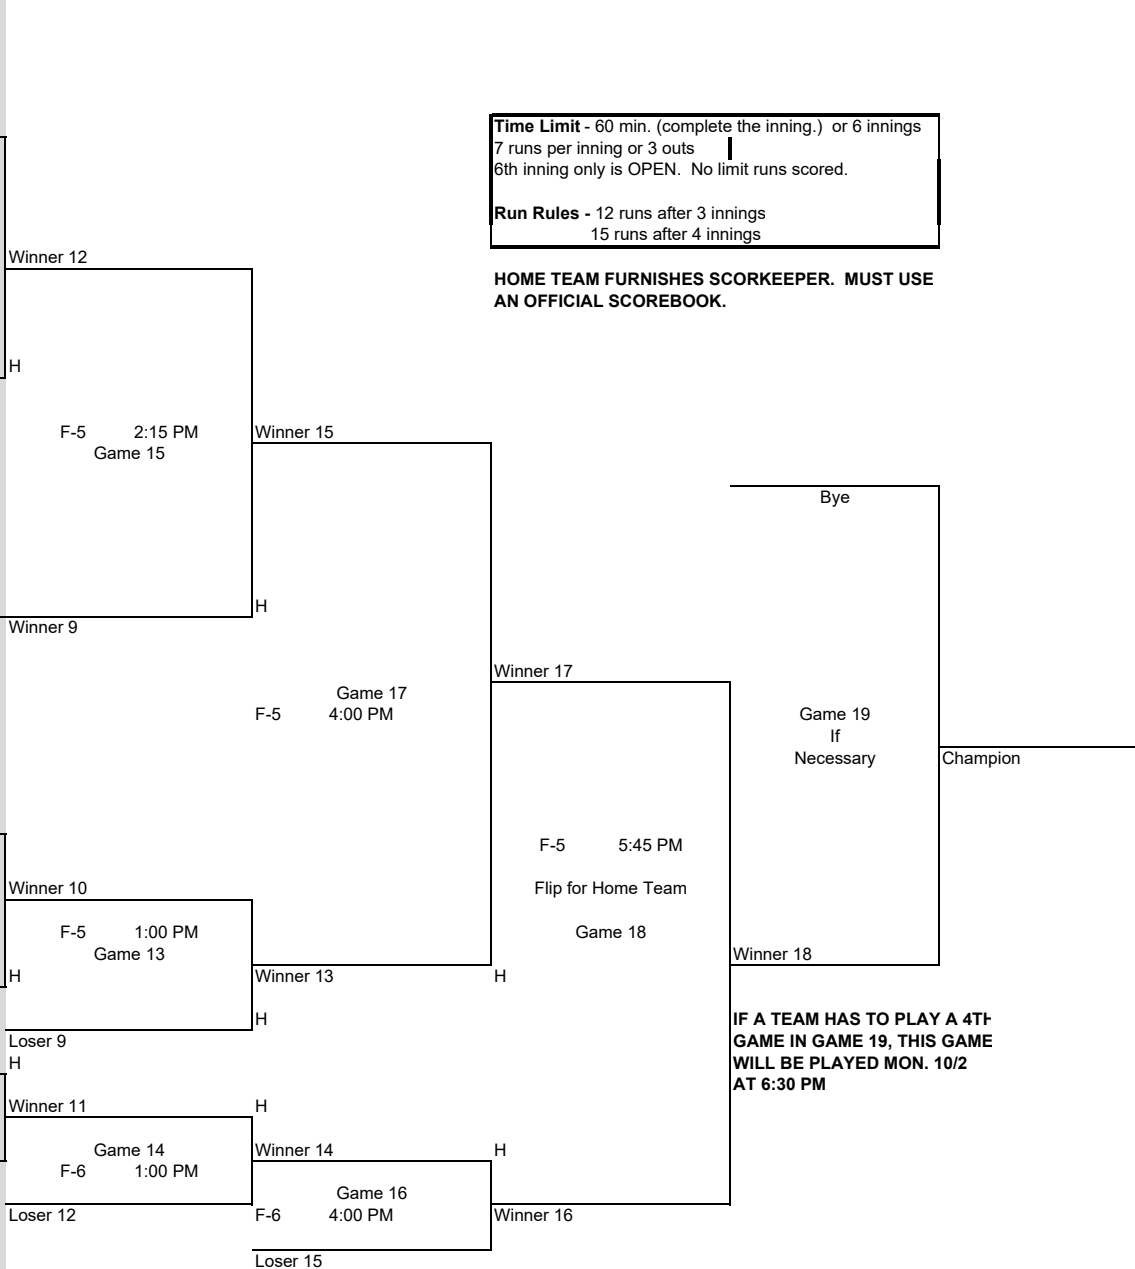 Time Limit - 60 min. (complete the inning.)  or 6 innings
7 runs per inning or 3 outs
6th inning only is OPEN.  No limit runs scored.
Run Rules - 12 runs after 3 innings
15 runs after 4 innings
Winner 12
HOME TEAM FURNISHES SCORKEEPER.  MUST USE
AN OFFICIAL SCOREBOOK.
H
F-5 2:15 PM
Game 15
Winner 15
Bye
H
Winner 9
Winner 17
Game 17
F-5 4:00 PM
Game 19
If
Necessary
Champion
F-5 5:45 PM
Winner 10
Flip for Home Team
F-5 1:00 PM
Game 13
Game 18
Winner 18
H
Winner 13
H
H
Loser 9
H
IF A TEAM HAS TO PLAY A 4TH
GAME IN GAME 19, THIS GAME
WILL BE PLAYED MON. 10/2
AT 6:30 PM
Winner 11
H
Game 14
F-6 1:00 PM
Winner 14
H
Game 16
F-6 4:00 PM
Loser 12
Winner 16
Loser 15